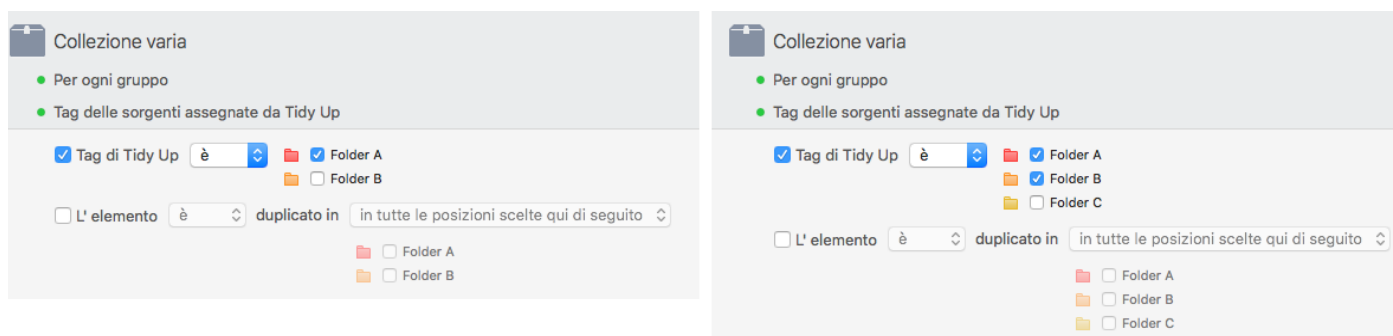 Collezione varia
Per ogni gruppo
Tag delle sorgenti assegnate da Tidy Up
Tag di Tidy Up è Folder A
Folder B
L' elemento è duplicato in in tutte le posizioni scelte qui di seguito
Folder A
Folder B
Collezione varia
Per ogni gruppo
Tag delle sorgenti assegnate da Tidy Up
Tag di Tidy Up è Folder A
Folder B
Folder C
L' elemento è duplicato in in tutte le posizioni scelte qui di seguito
Folder A
Folder B
Folder C